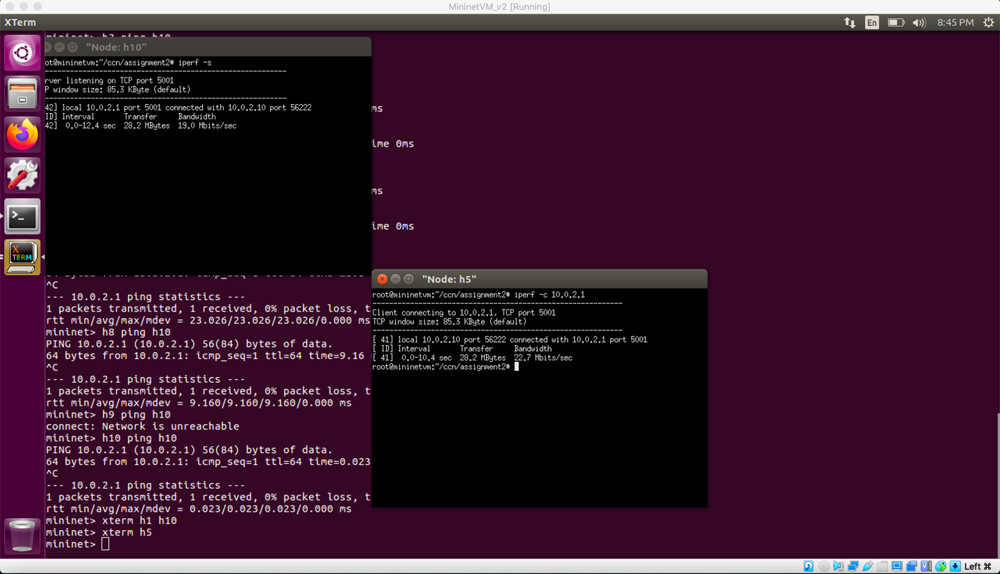 MininetVM_v2 [Running]
XTerm
En
8:45 PM
mininet> h3 ping h10
"Node: h10"
ot@mininetvm:~/ccn/assignment2# iperf -s
------------------------------------------------------------
rver listening on TCP port 5001
P window size: 85.3 KByte (default)
------------------------------------------------------------
42] local 10.0.2.1 port 5001 connected with 10.0.2.10 port 56222
ID] Interval       Transfer     Bandwidth
42]  0.0-12.4 sec  28.2 MBytes  19.0 Mbits/sec
ms
ime 0ms
ms
ime 0ms
^C
--- 10.0.2.1 ping statistics ---
1 packets transmitted, 1 received, 0% packet loss, t
rtt min/avg/max/mdev = 23.026/23.026/23.026/0.000 ms
mininet> h8 ping h10
PING 10.0.2.1 (10.0.2.1) 56(84) bytes of data.
64 bytes from 10.0.2.1: icmp_seq=1 ttl=64 time=9.16
^C
--- 10.0.2.1 ping statistics ---
1 packets transmitted, 1 received, 0% packet loss, t
rtt min/avg/max/mdev = 9.160/9.160/9.160/0.000 ms
mininet> h9 ping h10
connect: Network is unreachable
mininet> h10 ping h10
PING 10.0.2.1 (10.0.2.1) 56(84) bytes of data.
64 bytes from 10.0.2.1: icmp_seq=1 ttl=64 time=0.023
^C
--- 10.0.2.1 ping statistics ---
1 packets transmitted, 1 received, 0% packet loss, t
rtt min/avg/max/mdev = 0.023/0.023/0.023/0.000 ms
mininet> xterm h1 h10
mininet> xterm h5
mininet>
"Node: h5"
root@mininetvm:~/ccn/assignment2# iperf -c 10.0.2.1
------------------------------------------------------------
Client connecting to 10.0.2.1, TCP port 5001
TCP window size: 85.3 KByte (default)
------------------------------------------------------------
[ 41] local 10.0.2.10 port 56222 connected with 10.0.2.1 port 5001
[ ID] Interval       Transfer     Bandwidth
[ 41]  0.0-10.4 sec  28.2 MBytes  22.7 Mbits/sec
root@mininetvm:~/ccn/assignment2#
X
TERM
Left ⌘